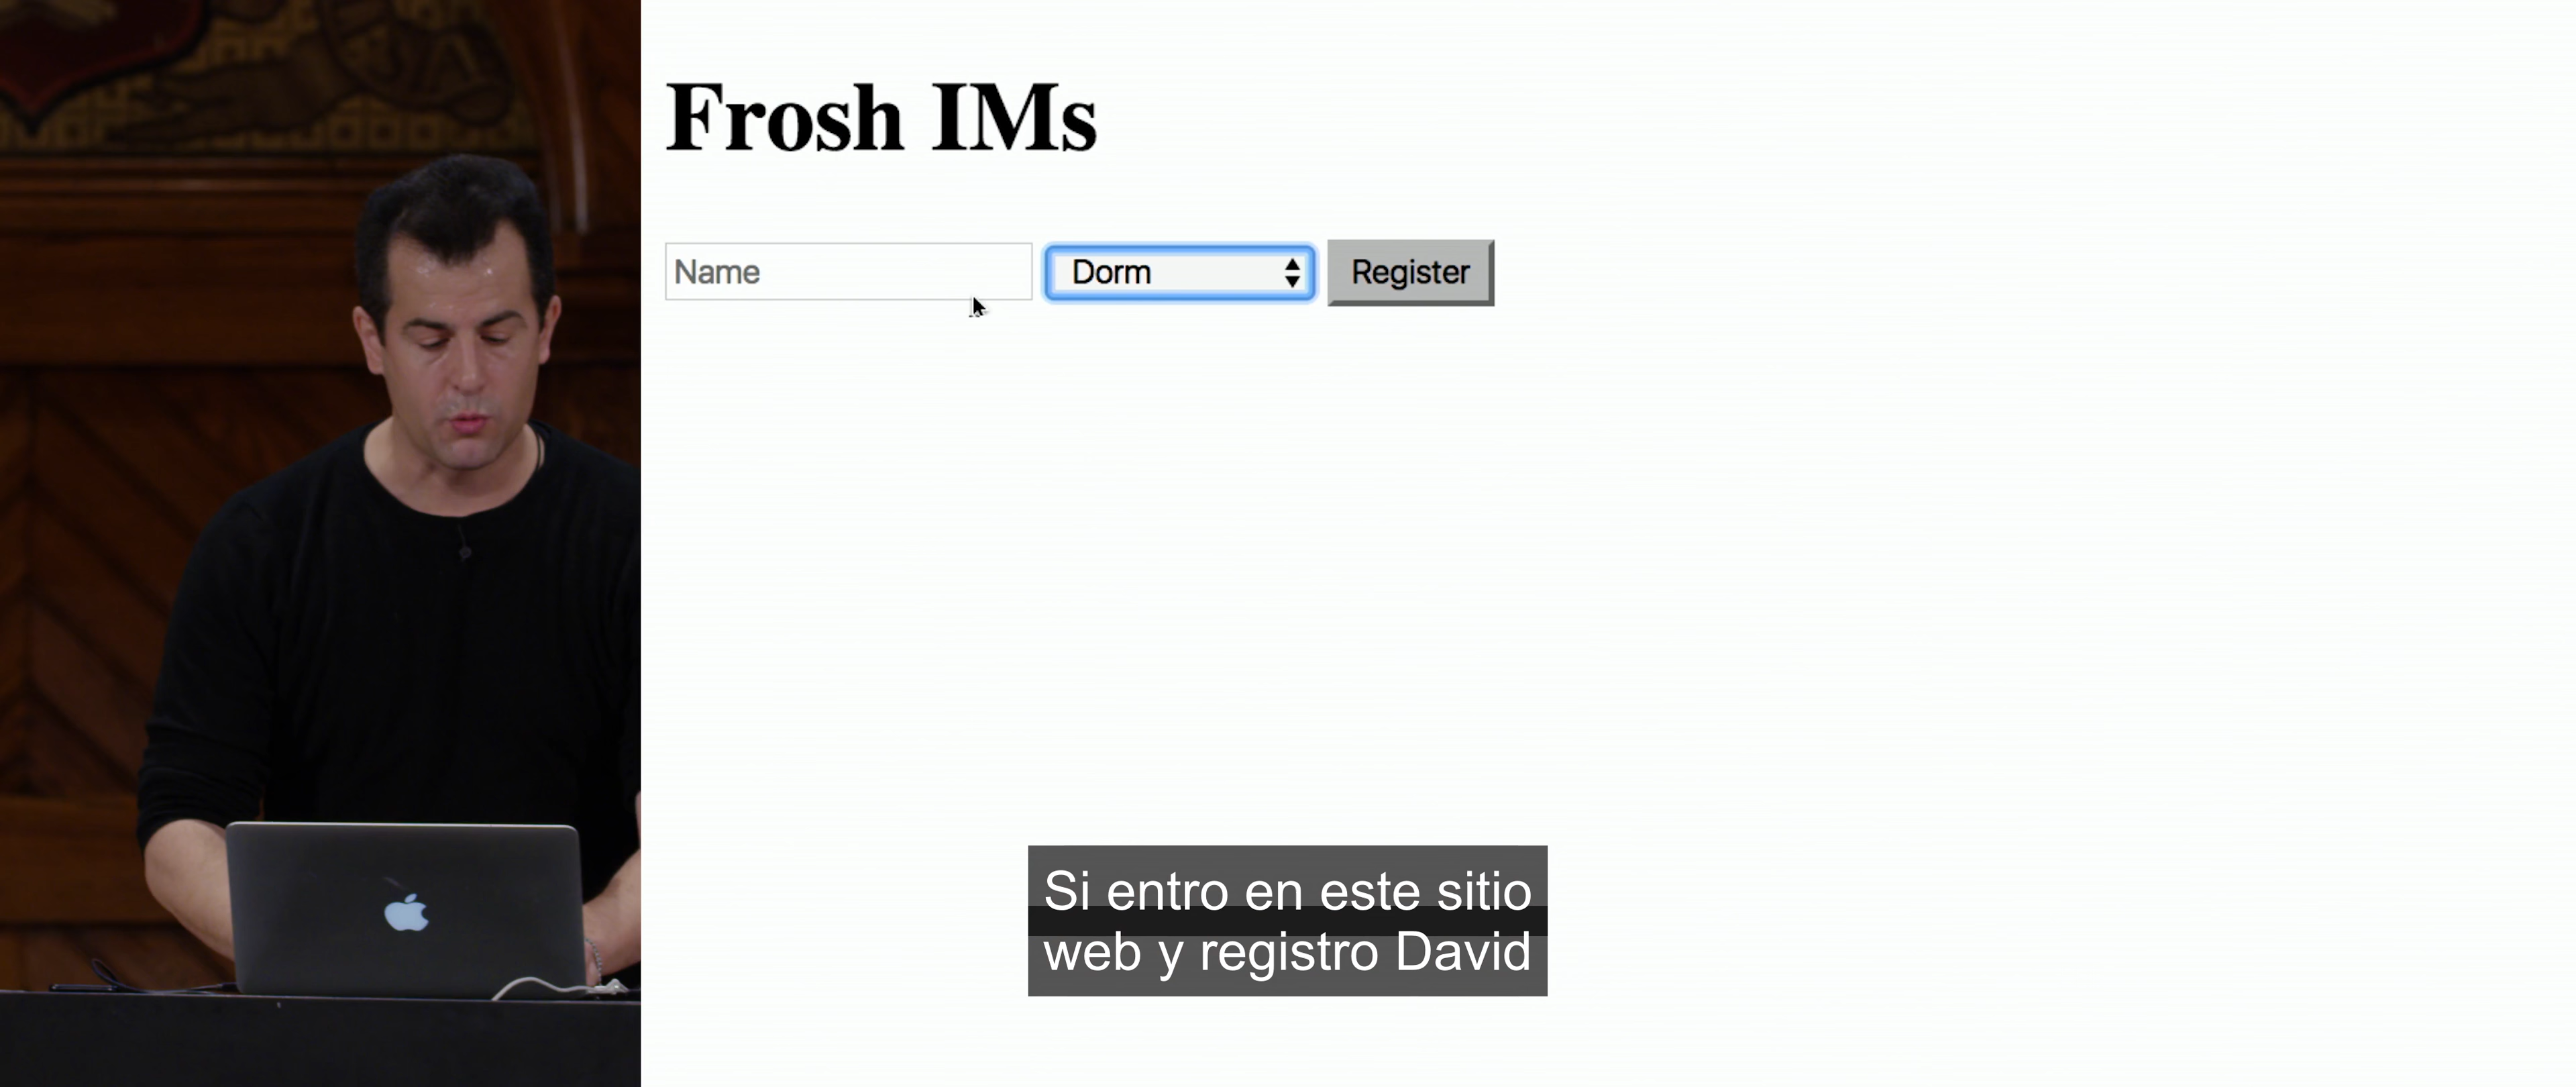 Frosh IMs
Name Dorm Register
Si entro en este sitio
web y registro David